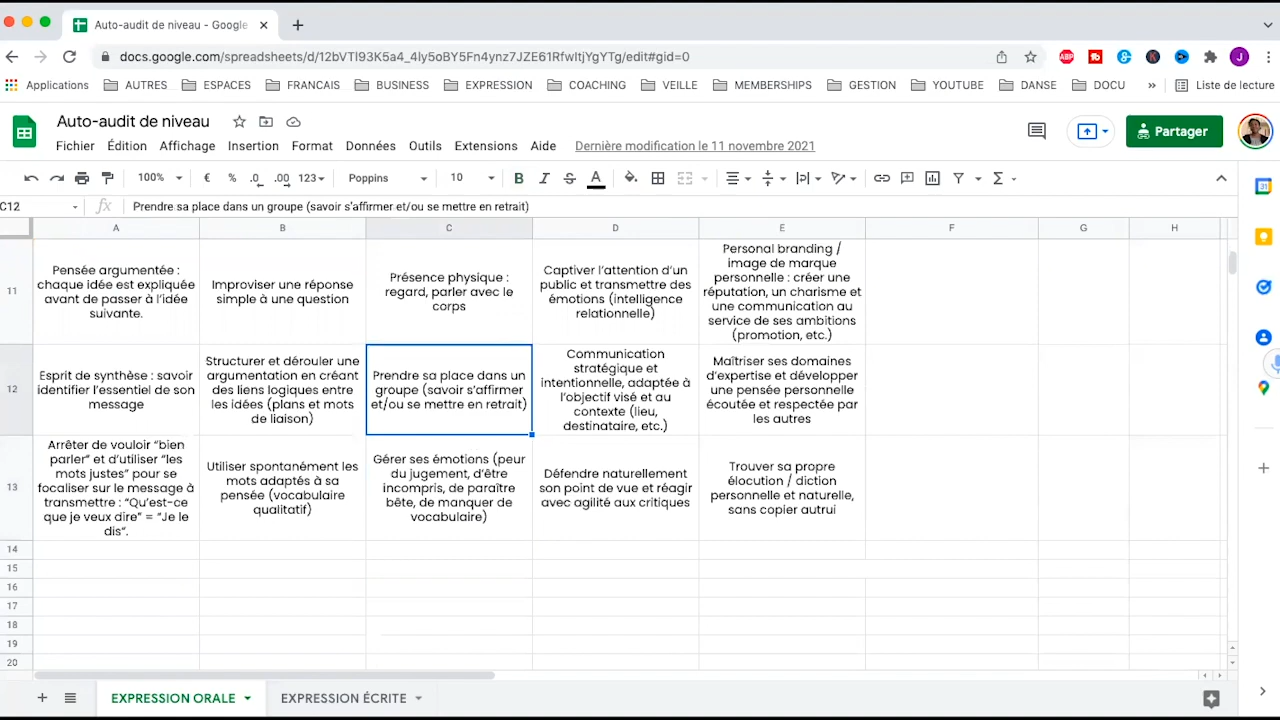 Auto-audit de niveau - Google
docs.google.com/spreadsheets/d/12bVTl93K5a4_4ly5oBY5Fn4ynz7JZE61RfwltjYgYTg/edit#gid=0
Applications
AUTRES
ESPACES
FRANCAIS
BUSINESS
EXPRESSION
COACHING
VEILLE
MEMBERSHIPS
GESTION
YOUTUBE
DANSE
DOCU
»
Liste de lecture
Auto-audit de niveau
Partager
Fichier
Édition
Affichage
Insertion
Format
Données
Outils
Extensions
Aide
Dernière modification le 11 novembre 2021
100%
€
%
.0
.00
123
Poppins
10
B
I
S
A
C12
fx
Prendre sa place dans un groupe (savoir s'affirmer et/ou se mettre en retrait)
A
B
C
D
E
F
G
H
11
Pensée argumentée :
chaque idée est expliquée
avant de passer à l'idée
suivante.
Improviser une réponse
simple à une question
Présence physique :
regard, parler avec le
corps
Captiver l'attention d'un
public et transmettre des
émotions (intelligence
relationnelle)
Personal branding /
image de marque
personnelle : créer une
réputation, un charisme et
une communication au
service de ses ambitions
(promotion, etc.)
12
Esprit de synthèse : savoir
identifier l'essentiel de son
message
Structurer et dérouler une
argumentation en créant
des liens logiques entre
les idées (plans et mots
de liaison)
Prendre sa place dans un
groupe (savoir s'affirmer
et/ou se mettre en retrait)
Communication
stratégique et
intentionnelle, adaptée à
l'objectif visé et au
contexte (lieu,
destinataire, etc.)
Maîtriser ses domaines
d'expertise et développer
une pensée personnelle
écoutée et respectée par
les autres
13
Arrêter de vouloir "bien
parler" et d'utiliser "les
mots justes" pour se
focaliser sur le message à
transmettre : "Qu'est-ce
que je veux dire" = "Je le
dis".
Utiliser spontanément les
mots adaptés à sa
pensée (vocabulaire
qualitatif)
Gérer ses émotions (peur
du jugement, d'être
incompris, de paraître
bête, de manquer de
vocabulaire)
Défendre naturellement
son point de vue et réagir
avec agilité aux critiques
Trouver sa propre
élocution / diction
personnelle et naturelle,
sans copier autrui
14
15
16
17
18
19
20
EXPRESSION ORALE
EXPRESSION ÉCRITE